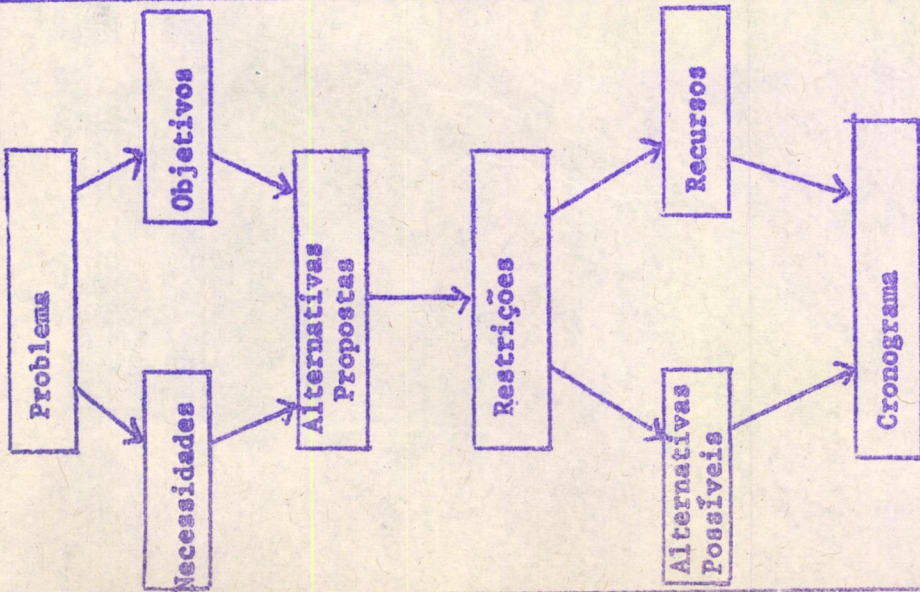 Problema
Objetivos
Necessidades
Alternativas
Propostas
Restrições
Recursos
Alternativas
Possíveis
Cronograma